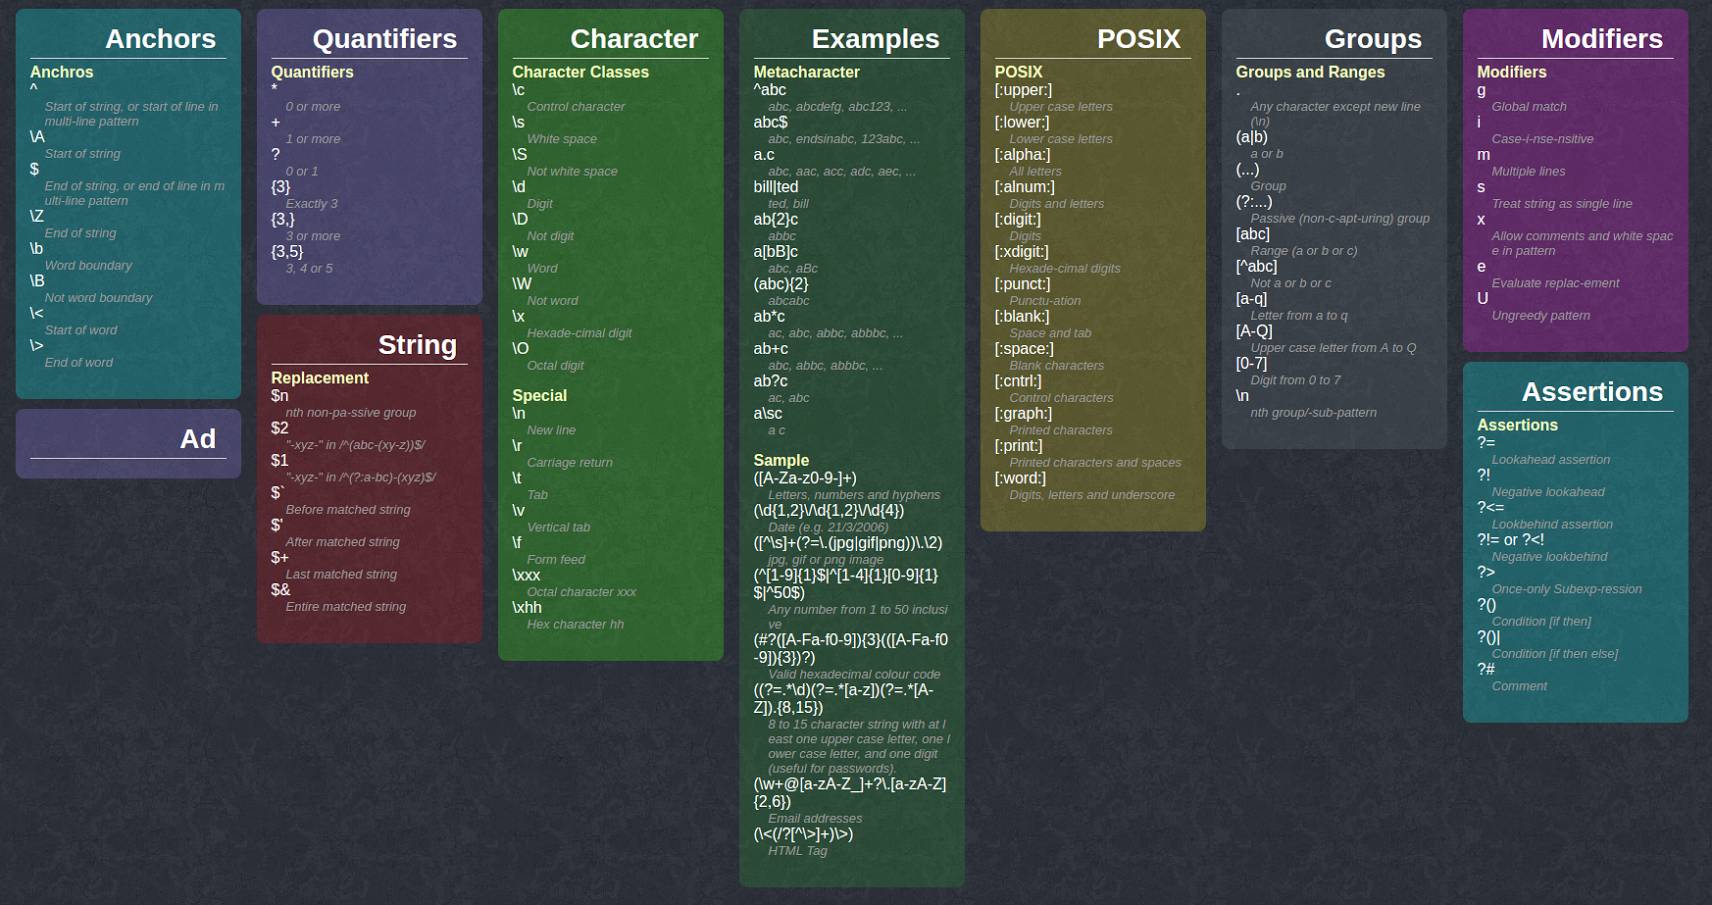 Anchors
Anchros
^
Start of string, or start of line in
multi-line pattern
\A
Start of string
$
End of string, or end of line in m
ulti-line pattern
\Z
End of string
\b
Word boundary
\B
Not word boundary
\<
Start of word
\>
End of word
Ad
Quantifiers
Quantifiers
*
0 or more
+
1 or more
?
0 or 1
{3}
Exactly 3
{3,}
3 or more
{3,5}
3, 4 or 5
String
Replacement
$n
nth non-pa-ssive group
$2
"-xyz-" in /^(abc-(xy-z))$/
$1
"-xyz-" in /^(?:a-bc)-(xyz)$/
$`
Before matched string
$'
After matched string
$+
Last matched string
$&
Entire matched string
Character
Character Classes
\c
Control character
\s
White space
\S
Not white space
\d
Digit
\D
Not digit
\w
Word
\W
Not word
\x
Hexade-cimal digit
\O
Octal digit
Special
\n
New line
\r
Carriage return
\t
Tab
\v
Vertical tab
\f
Form feed
\xxx
Octal character xxx
\xhh
Hex character hh
Examples
Metacharacter
^abc
abc, abcdefg, abc123, ...
abc$
abc, endsinabc, 123abc, ...
a.c
abc, aac, acc, adc, aec, ...
bill|ted
ted, bill
ab{2}c
abbc
a[bB]c
abc, aBc
(abc){2}
abcabc
ab*c
ac, abc, abbc, abbbc, ...
ab+c
abc, abbc, abbbc, ...
ab?c
ac, abc
a\sc
a c
Sample
([A-Za-z0-9-]+)
Letters, numbers and hyphens
(\d{1,2}\/\d{1,2}\/\d{4})
Date (e.g. 21/3/2006)
([^\s]+(?=\.(jpg|gif|png))\.\2)
jpg, gif or png image
(^[1-9]{1}$|^[1-4]{1}[0-9]{1}
$|^50$)
Any number from 1 to 50 inclusi
ve
(#?([A-Fa-f0-9]){3}(([A-Fa-f0
-9]){3})?)
Valid hexadecimal colour code
((?=.*\d)(?=.*[a-z])(?=.*[A-
Z]).{8,15})
8 to 15 character string with at l
east one upper case letter, one l
ower case letter, and one digit
(useful for passwords).
(\w+@[a-zA-Z_]+?\.[a-zA-Z]
{2,6})
Email addresses
(\<(/?[^\>]+)\>)
HTML Tag
POSIX
POSIX
[:upper:]
Upper case letters
[:lower:]
Lower case letters
[:alpha:]
All letters
[:alnum:]
Digits and letters
[:digit:]
Digits
[:xdigit:]
Hexade-cimal digits
[:punct:]
Punctu-ation
[:blank:]
Space and tab
[:space:]
Blank characters
[:cntrl:]
Control characters
[:graph:]
Printed characters
[:print:]
Printed characters and spaces
[:word:]
Digits, letters and underscore
Groups
Groups and Ranges
.
Any character except new line
(\n)
(a|b)
a or b
(...)
Group
(?:...)
Passive (non-c-apt-uring) group
[abc]
Range (a or b or c)
[^abc]
Not a or b or c
[a-q]
Letter from a to q
[A-Q]
Upper case letter from A to Q
[0-7]
Digit from 0 to 7
\n
nth group/-sub-pattern
Modifiers
Modifiers
g
Global match
i
Case-i-nse-nsitive
m
Multiple lines
s
Treat string as single line
x
Allow comments and white spac
e in pattern
e
Evaluate replac-ement
U
Ungreedy pattern
Assertions
Assertions
?=
Lookahead assertion
?!
Negative lookahead
?<=
Lookbehind assertion
?!= or ?<!
Negative lookbehind
?>
Once-only Subexp-ression
?()
Condition [if then]
?()|
Condition [if then else]
?#
Comment